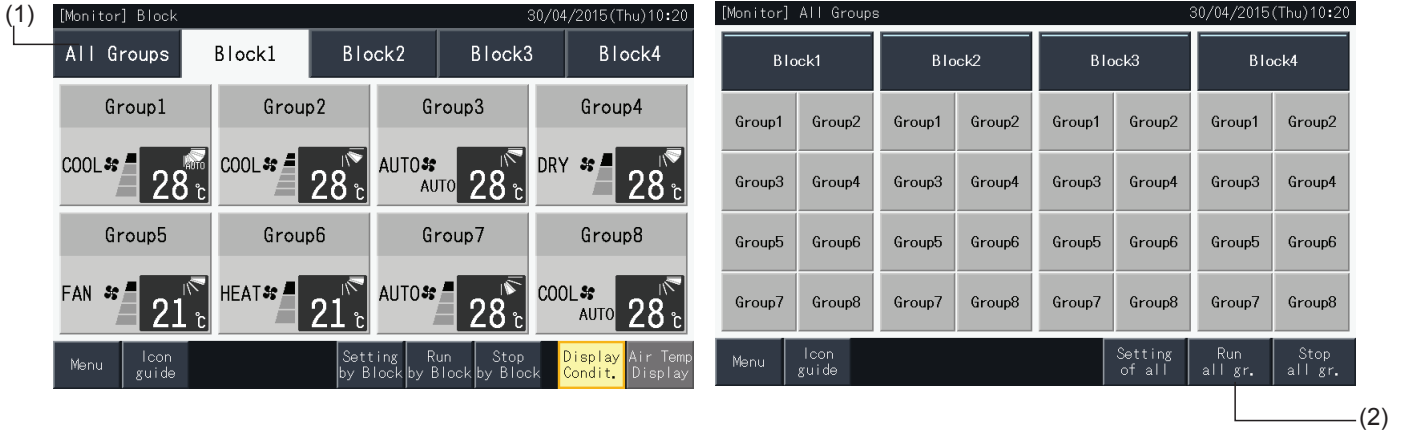 (1)
[Monitor] Block 30/04/2015(Thu)10:20
All Groups Block1 Block2 Block3 Block4
Group1 Group2 Group3 Group4
COOL AUTO 28 ℃ COOL 28 ℃ AUTO AUTO 28 ℃ DRY 28 ℃
Group5 Group6 Group7 Group8
FAN 21 ℃ HEAT 21 ℃ AUTO 28 ℃ COOL AUTO 28 ℃
Menu Icon guide Setting by Block Run by Block Stop by Block Display Condit. Air Temp Display
[Monitor] All Groups 30/04/2015(Thu)10:20
Block1 Block2 Block3 Block4
Group1 Group2 Group1 Group2 Group1 Group2 Group1 Group2
Group3 Group4 Group3 Group4 Group3 Group4 Group3 Group4
Group5 Group6 Group5 Group6 Group5 Group6 Group5 Group6
Group7 Group8 Group7 Group8 Group7 Group8 Group7 Group8
Menu Icon guide Setting of all Run all gr. Stop all gr.
(2)